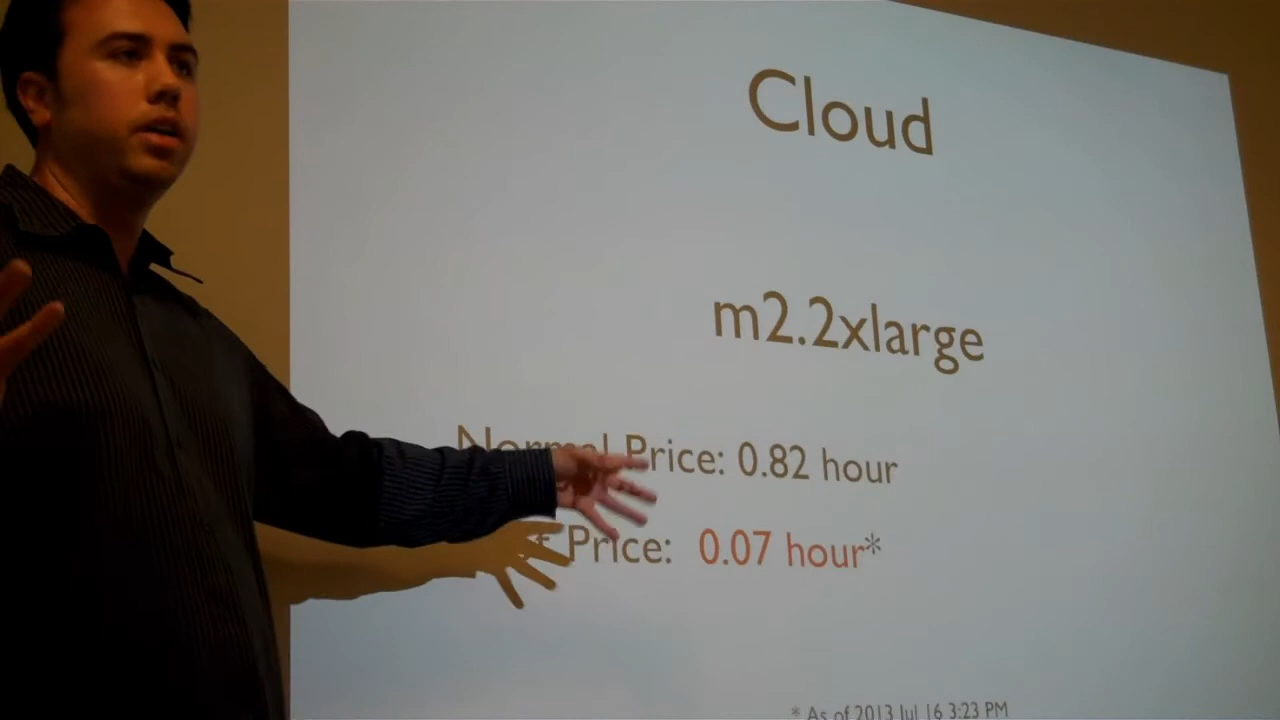 Cloud
m2.2xlarge
Normal Price: 0.82 hour
Price: 0.07 hour*
* As of 2013 Jul 16 3:23 PM